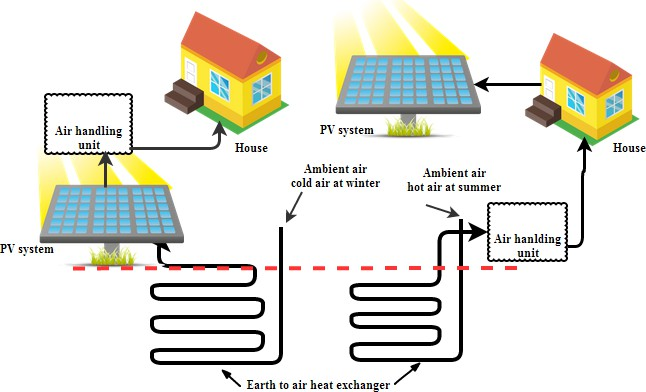 Air handling
unit
House
PV system
Ambient air
cold air at winter
PV system
House
Ambient air
hot air at summer
Air hanlding
unit
Earth to air heat exchanger